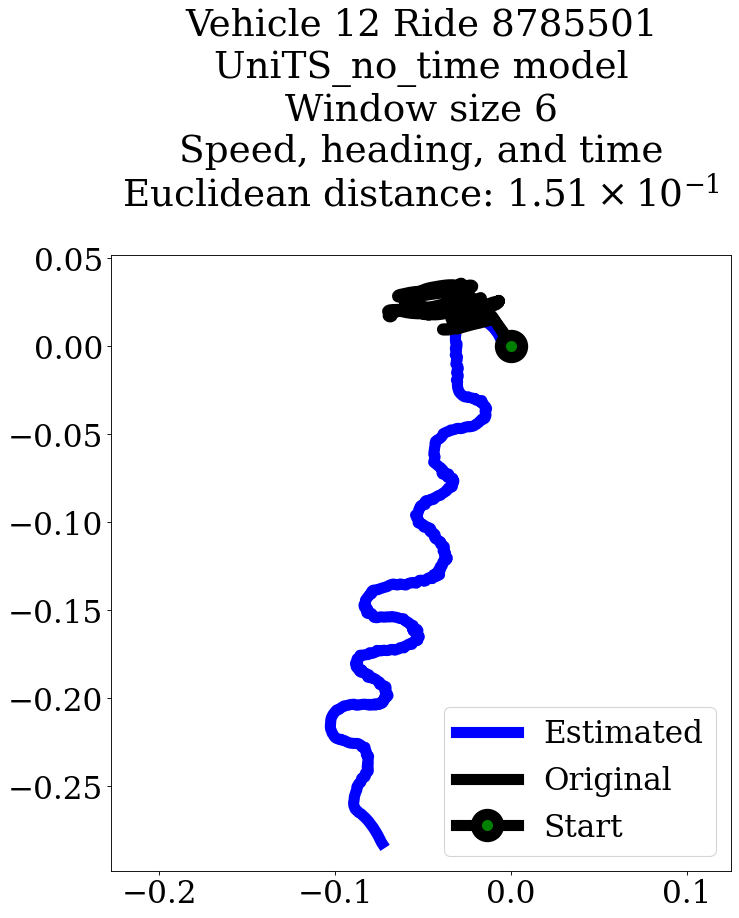 Vehicle 12 Ride 8785501
UniTS_no_time model
Window size 6
Speed, heading, and time
Euclidean distance: 1.51 × 10⁻¹
0.05
0.00
−0.05
−0.10
−0.15
−0.20
−0.25
−0.2
−0.1
0.0
0.1
Estimated
Original
Start